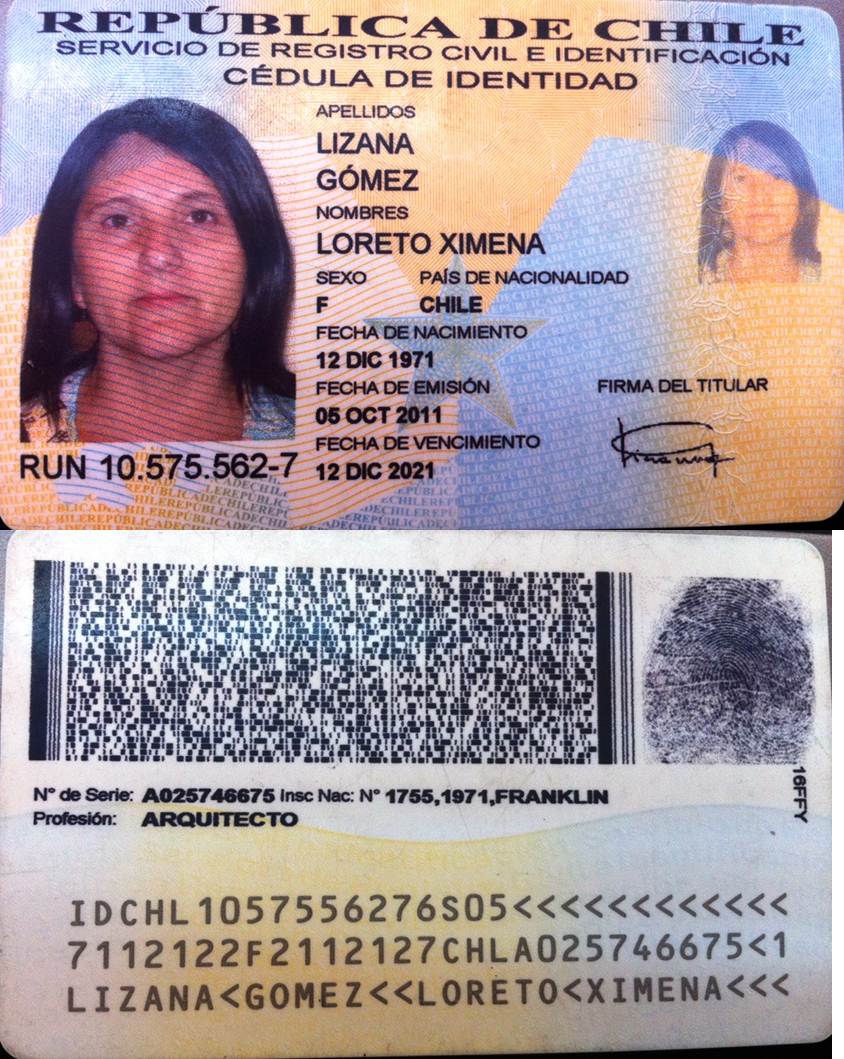 REPÚBLICA DE CHILE
SERVICIO DE REGISTRO CIVIL E IDENTIFICACIÓN
CÉDULA DE IDENTIDAD
APELLIDOS
LIZANA
GÓMEZ
NOMBRES
LORETO XIMENA
SEXO PAÍS DE NACIONALIDAD
F CHILE
FECHA DE NACIMIENTO
12 DIC 1971
FECHA DE EMISIÓN FIRMA DEL TITULAR
05 OCT 2011
FECHA DE VENCIMIENTO
RUN 10.575.562-7 12 DIC 2021
N° de Serie: A025746675 Insc Nac: N° 1755,1971,FRANKLIN
Profesión: ARQUITECTO
16FFY
IDCHL1057556276S05<<<<<<<<<<<<
7112122F2112127CHLA025746675<1
LIZANA<GOMEZ<<LORETO<XIMENA<<<